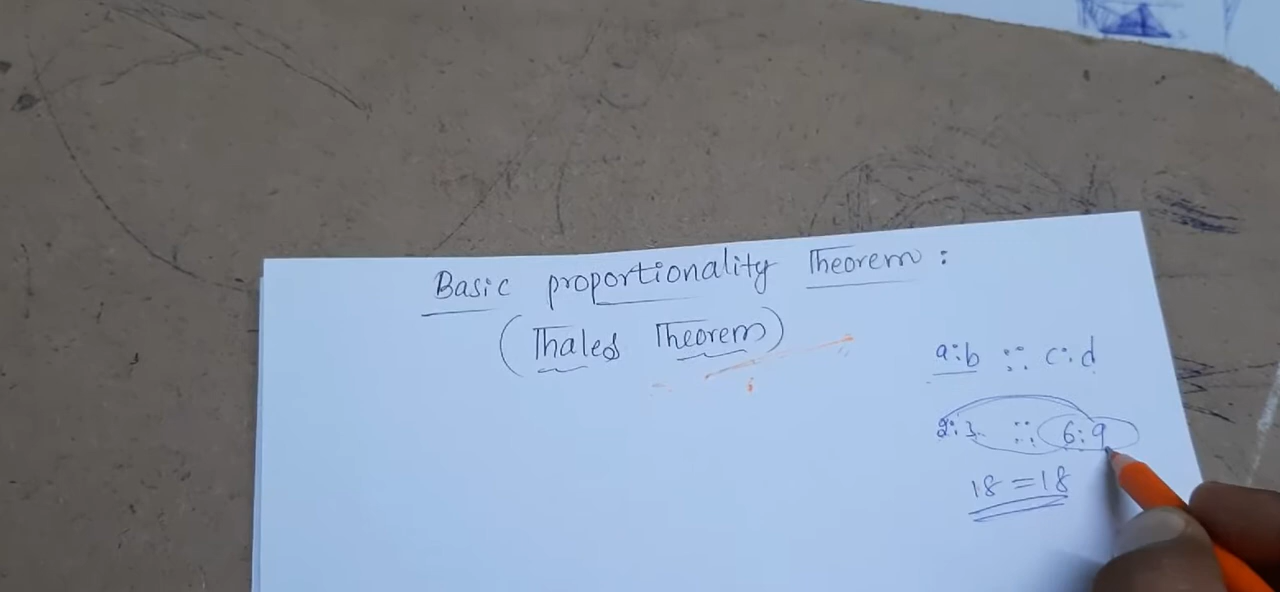 Basic proportionality Theorem :
(Thales Theorem)
a:b :: c:d
2:3 :: 6:9
18 = 18